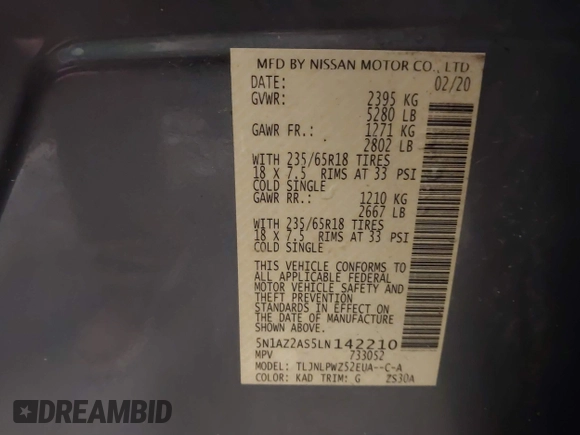 MFD BY NISSAN MOTOR CO., LTD
DATE: 02/20
GVWR: 2395 KG
5280 LB
GAWR FR.: 1271 KG
2802 LB
WITH 235/65R18 TIRES
18 X 7.5 RIMS AT 33 PSI
COLD SINGLE
GAWR RR.: 1210 KG
2667 LB
WITH 235/65R18 TIRES
18 X 7.5 RIMS AT 33 PSI
COLD SINGLE
THIS VEHICLE CONFORMS TO
ALL APPLICABLE FEDERAL
MOTOR VEHICLE SAFETY AND
THEFT PREVENTION
STANDARDS IN EFFECT ON
THE DATE OF MANUFACTURE
SHOWN ABOVE.
5N1AZ2AS5LN142210
MPV 733052
MODEL: TLJNLPWZ52EUA--C-A
COLOR: KAD TRIM: G ZS30A
DREAMBID
dreambid.com